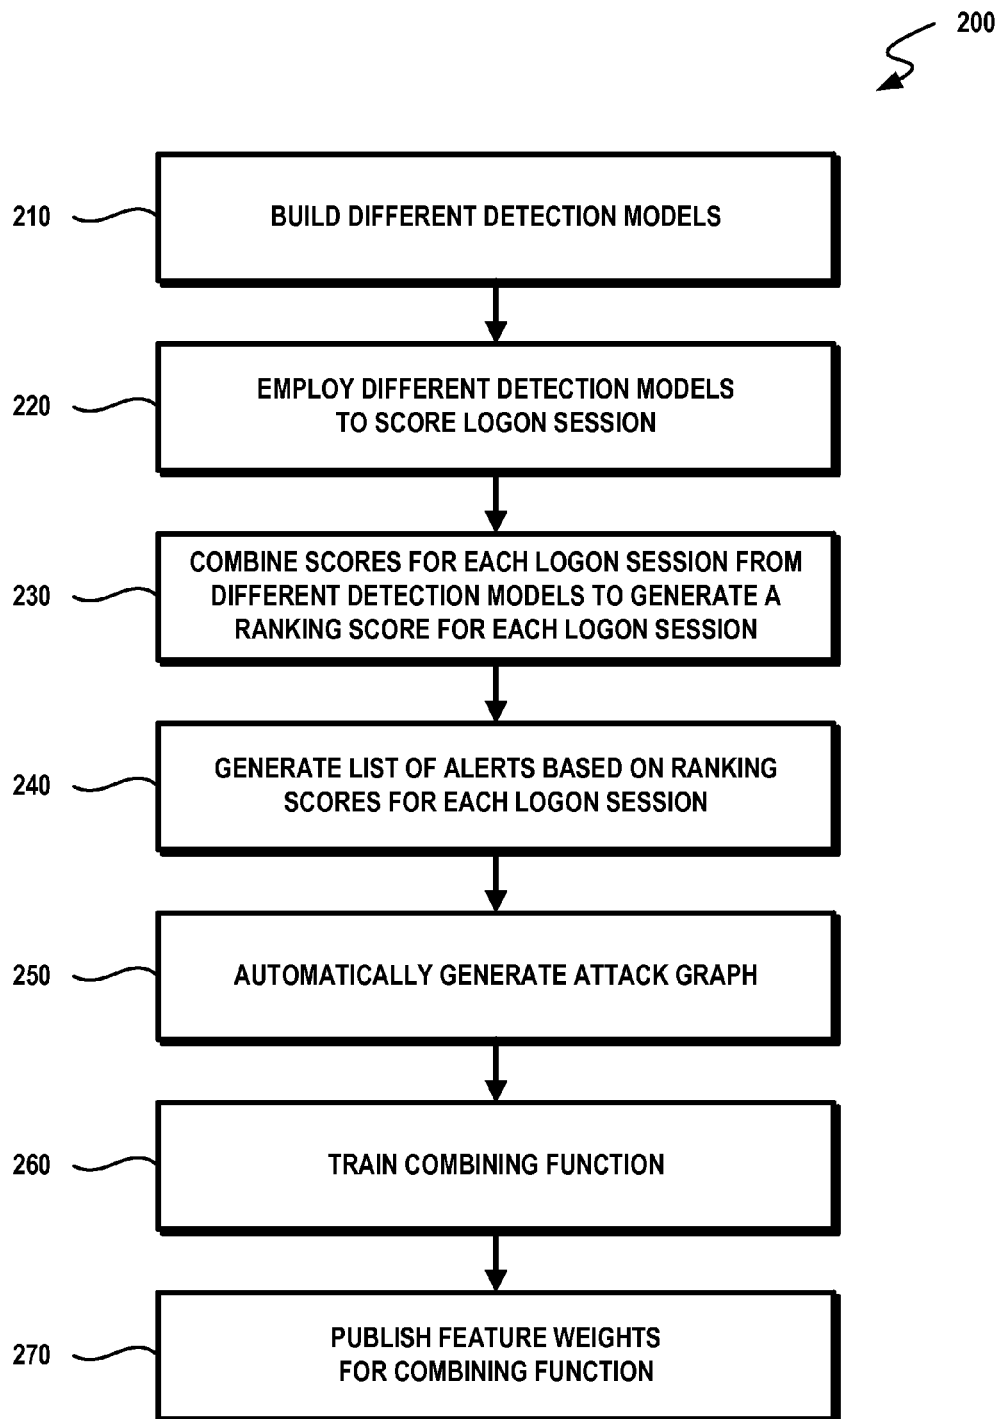 200
210
BUILD DIFFERENT DETECTION MODELS
220
EMPLOY DIFFERENT DETECTION MODELS
TO SCORE LOGON SESSION
230
COMBINE SCORES FOR EACH LOGON SESSION FROM
DIFFERENT DETECTION MODELS TO GENERATE A
RANKING SCORE FOR EACH LOGON SESSION
240
GENERATE LIST OF ALERTS BASED ON RANKING
SCORES FOR EACH LOGON SESSION
250
AUTOMATICALLY GENERATE ATTACK GRAPH
260
TRAIN COMBINING FUNCTION
270
PUBLISH FEATURE WEIGHTS
FOR COMBINING FUNCTION